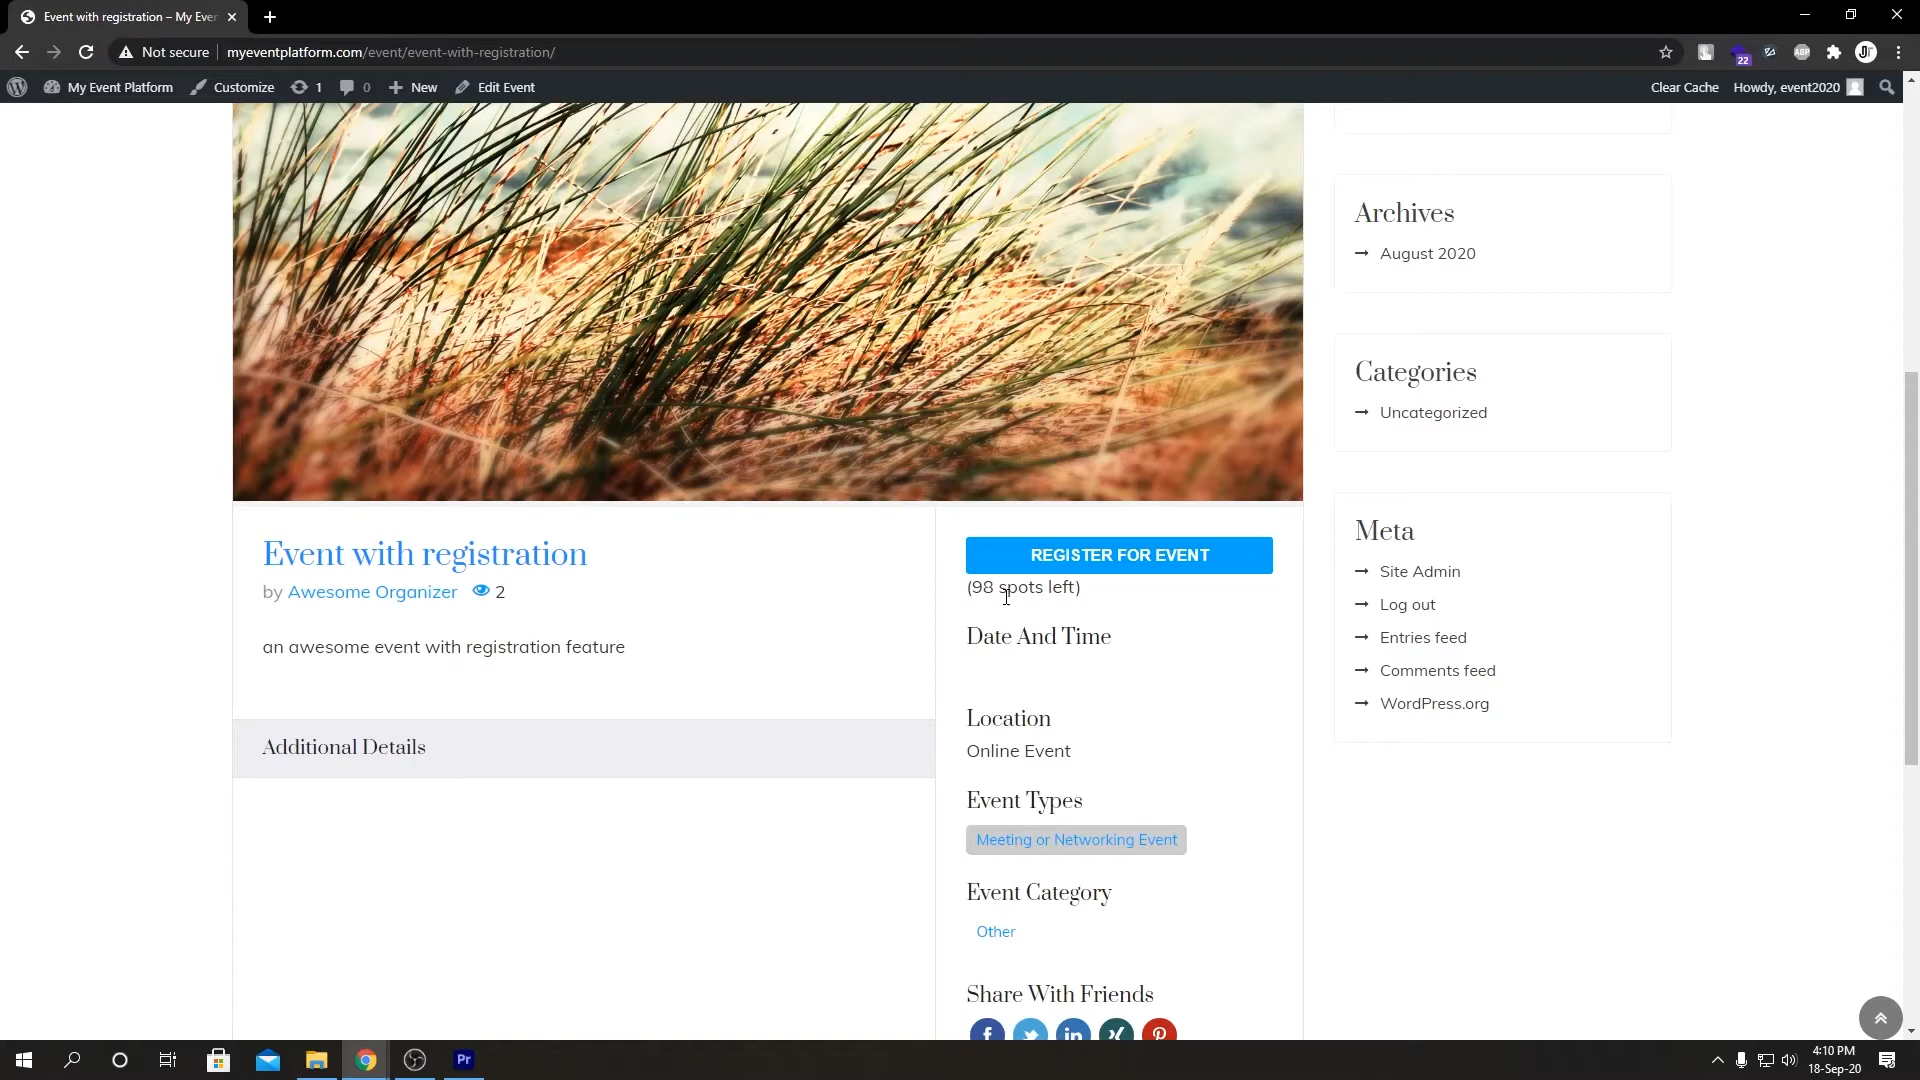 Event with registration – My Ever
Not secure
myeventplatform.com/event/event-with-registration/
22
ABP
My Event Platform
Customize
1
0
New
Edit Event
Clear Cache
Howdy, event2020
Archives
August 2020
Categories
Uncategorized
Meta
Site Admin
Log out
Entries feed
Comments feed
WordPress.org
Event with registration
by Awesome Organizer 2
an awesome event with registration feature
Additional Details
REGISTER FOR EVENT
(98 spots left)
Date And Time
Location
Online Event
Event Types
Meeting or Networking Event
Event Category
Other
Share With Friends
Pr
4:10 PM
18-Sep-20